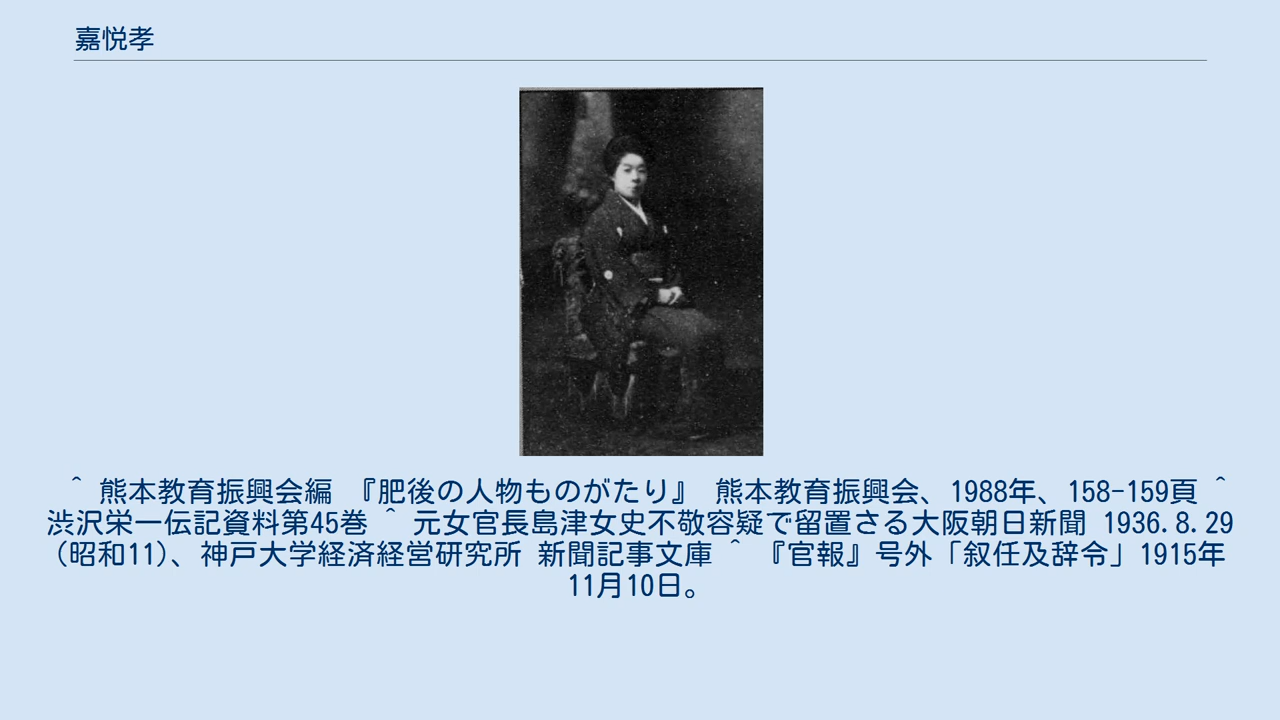 嘉悦孝
^ 熊本教育振興会編 『肥後の人物ものがたり』 熊本教育振興会、1988年、158-159頁 ^
渋沢栄一伝記資料第45巻 ^ 元女官長島津女史不敬容疑で留置さる大阪朝日新聞 1936.8.29
(昭和11)、神戸大学経済経営研究所 新聞記事文庫 ^ 『官報』号外「叙任及辞令」1915年
11月10日。